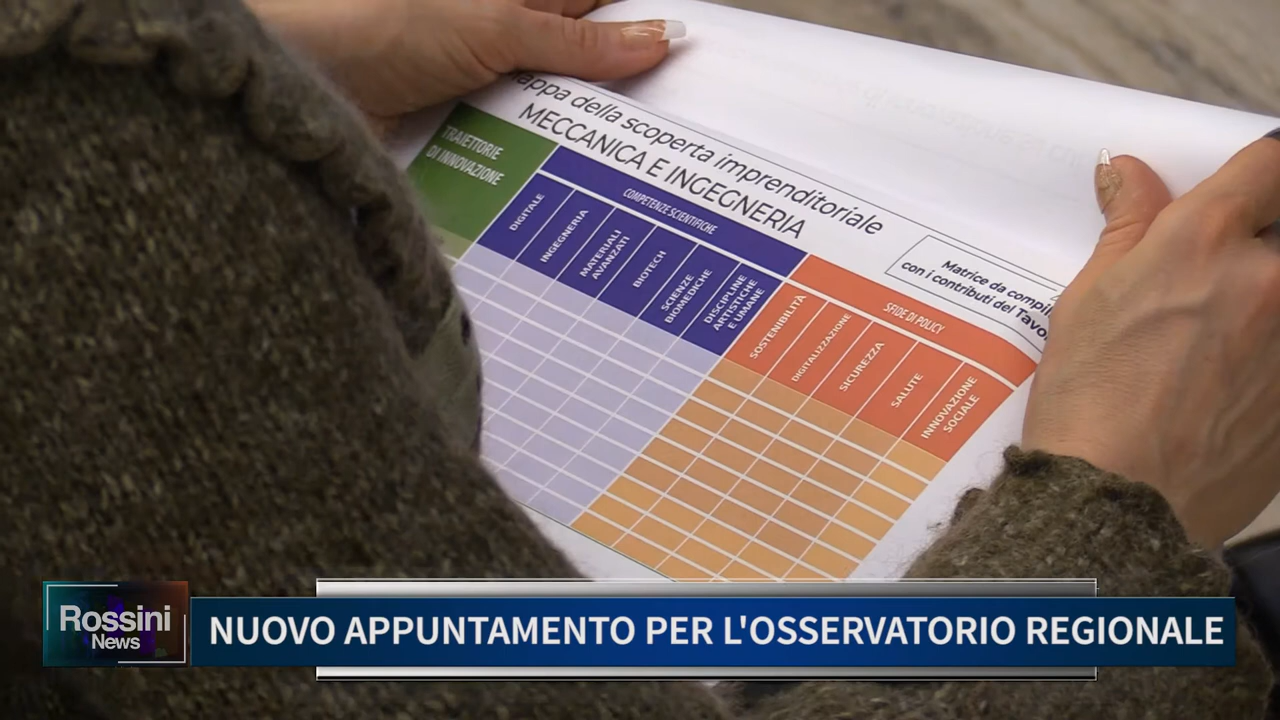 appa della scoperta imprenditoriale
MECCANICA E INGEGNERIA
Matrice da compil
con i contributi del Tavo
TRAIETTORIE
DI INNOVAZIONE
COMPETENZE SCIENTIFICHE
DIGITALE
INGEGNERIA
MATERIALI
AVANZATI
BIOTECH
SCIENZE
BIOMEDICHE
DISCIPLINE
ARTISTICHE
E UMANE
SFIDE DI POLICY
SOSTENIBILITÀ
DIGITALIZZAZIONE
SICUREZZA
SALUTE
INNOVAZIONE
SOCIALE
Rossini
News
NUOVO APPUNTAMENTO PER L'OSSERVATORIO REGIONALE